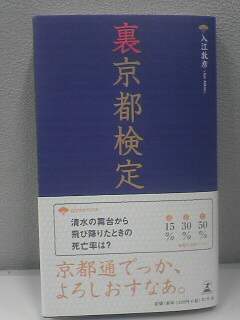 裏京都検定
入江敦彦
清水の舞台から
飛び降りたときの
死亡率は?
15%
30%
50%
京都通でっか、
よろしおすなあ。